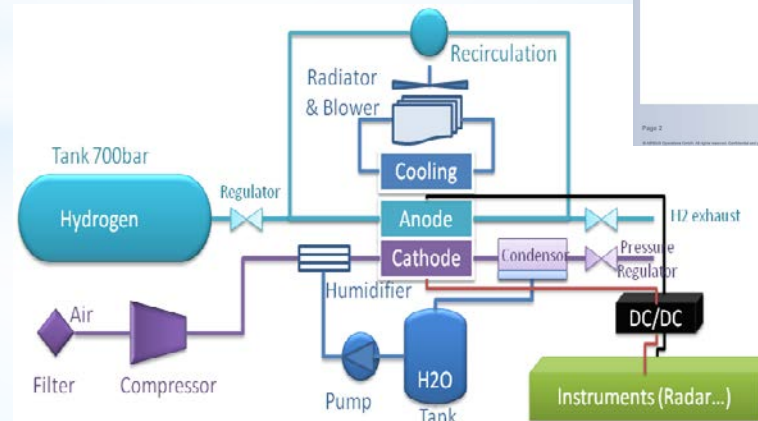 Recirculation
Radiator
& Blower
Tank 700bar
Regulator
Cooling
Hydrogen
Anode
H2 exhaust
Cathode
Condensor
Pressure
Regulator
Humidifier
Air
DC/DC
H2O
Filter
Compressor
Pump
Tank
Instruments (Radar...)
Page 2